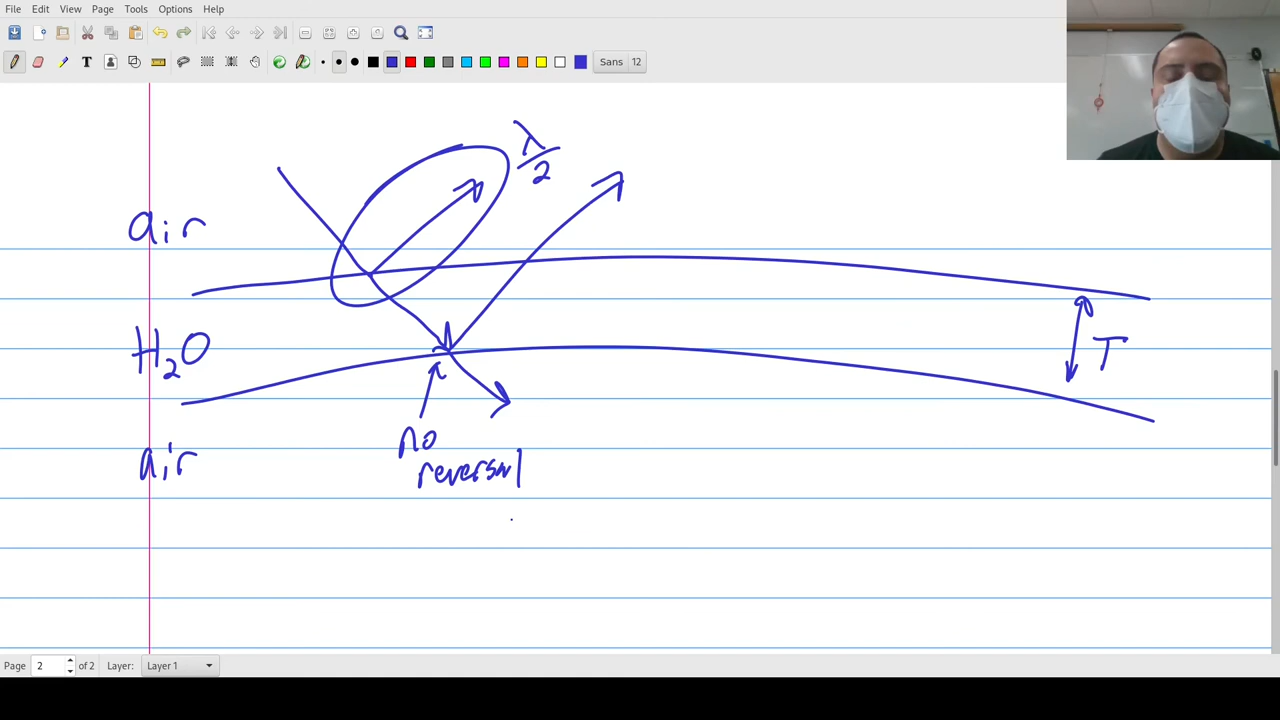 File Edit View Page Tools Options Help
T Sans 12
λ/2
air
H₂O
T
no
reversal
air
Page 2 of 2 Layer: Layer 1